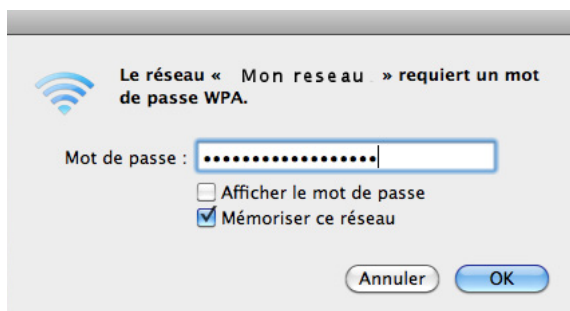 Le réseau « Mon reseau » requiert un mot
de passe WPA.
Mot de passe : ••••••••••••••••••
Afficher le mot de passe
Mémoriser ce réseau
Annuler OK